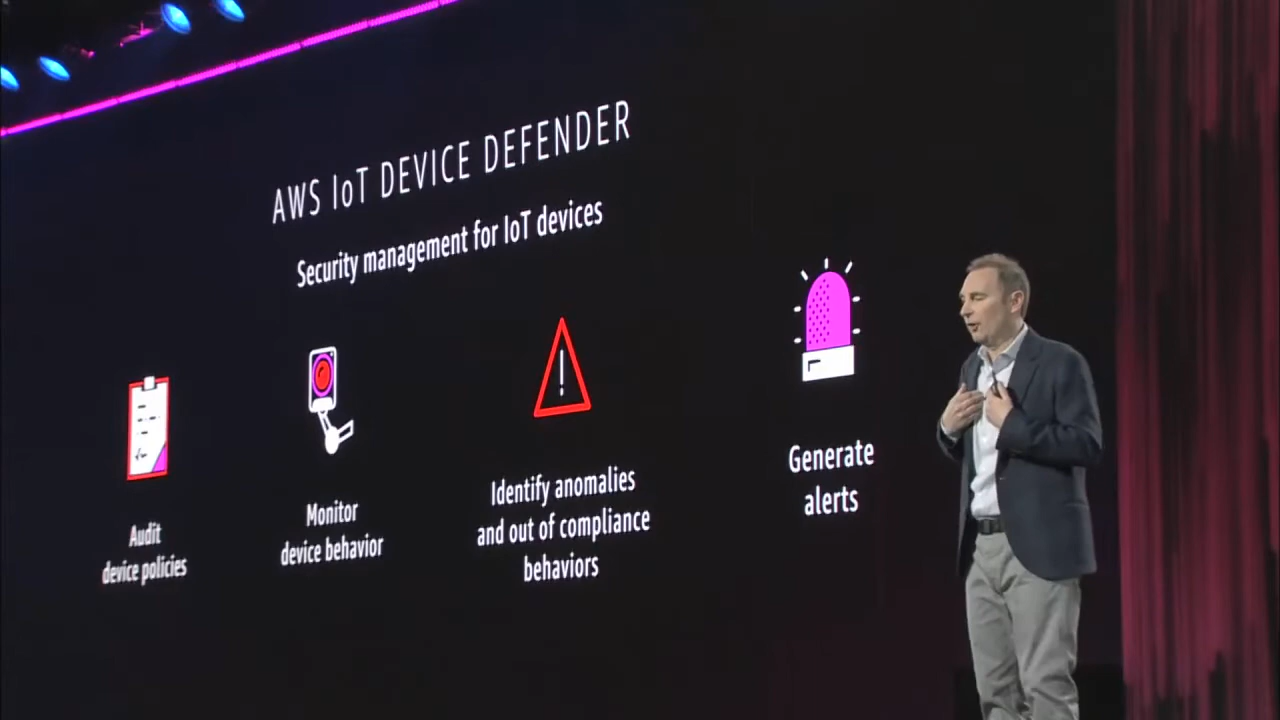 AWS IoT DEVICE DEFENDER
Security management for IoT devices
Audit
device policies
Monitor
device behavior
Identify anomalies
and out of compliance
behaviors
Generate
alerts